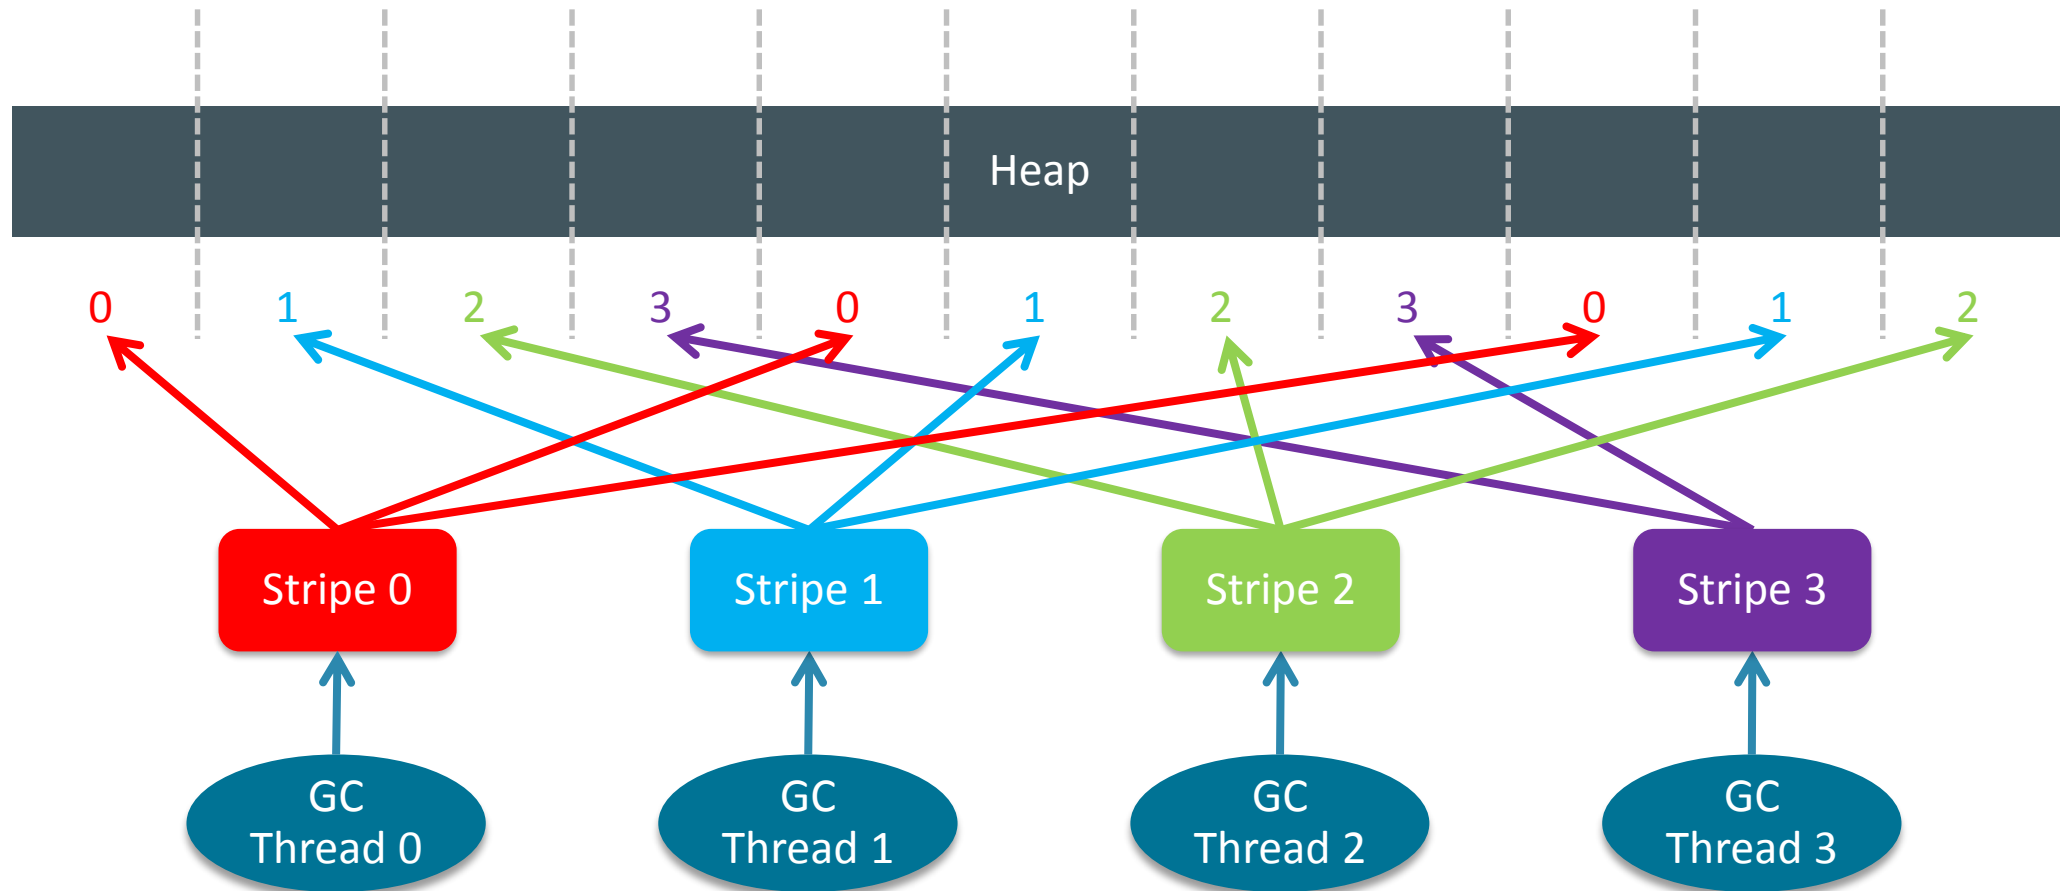 Heap
0 1 2 3 0 1 2 3 0 1 2
Stripe 0
Stripe 1
Stripe 2
Stripe 3
GC
Thread 0
GC
Thread 1
GC
Thread 2
GC
Thread 3